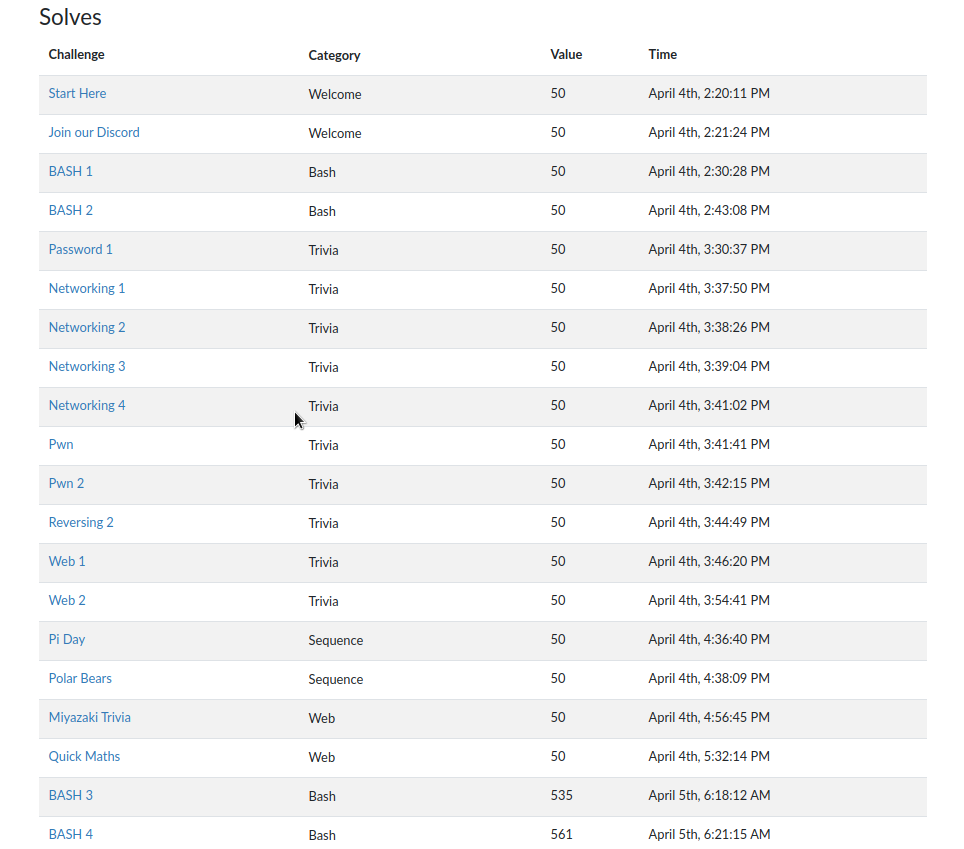 Solves
Challenge Category Value Time
Start Here Welcome 50 April 4th, 2:20:11 PM
Join our Discord Welcome 50 April 4th, 2:21:24 PM
BASH 1 Bash 50 April 4th, 2:30:28 PM
BASH 2 Bash 50 April 4th, 2:43:08 PM
Password 1 Trivia 50 April 4th, 3:30:37 PM
Networking 1 Trivia 50 April 4th, 3:37:50 PM
Networking 2 Trivia 50 April 4th, 3:38:26 PM
Networking 3 Trivia 50 April 4th, 3:39:04 PM
Networking 4 Trivia 50 April 4th, 3:41:02 PM
Pwn Trivia 50 April 4th, 3:41:41 PM
Pwn 2 Trivia 50 April 4th, 3:42:15 PM
Reversing 2 Trivia 50 April 4th, 3:44:49 PM
Web 1 Trivia 50 April 4th, 3:46:20 PM
Web 2 Trivia 50 April 4th, 3:54:41 PM
Pi Day Sequence 50 April 4th, 4:36:40 PM
Polar Bears Sequence 50 April 4th, 4:38:09 PM
Miyazaki Trivia Web 50 April 4th, 4:56:45 PM
Quick Maths Web 50 April 4th, 5:32:14 PM
BASH 3 Bash 535 April 5th, 6:18:12 AM
BASH 4 Bash 561 April 5th, 6:21:15 AM